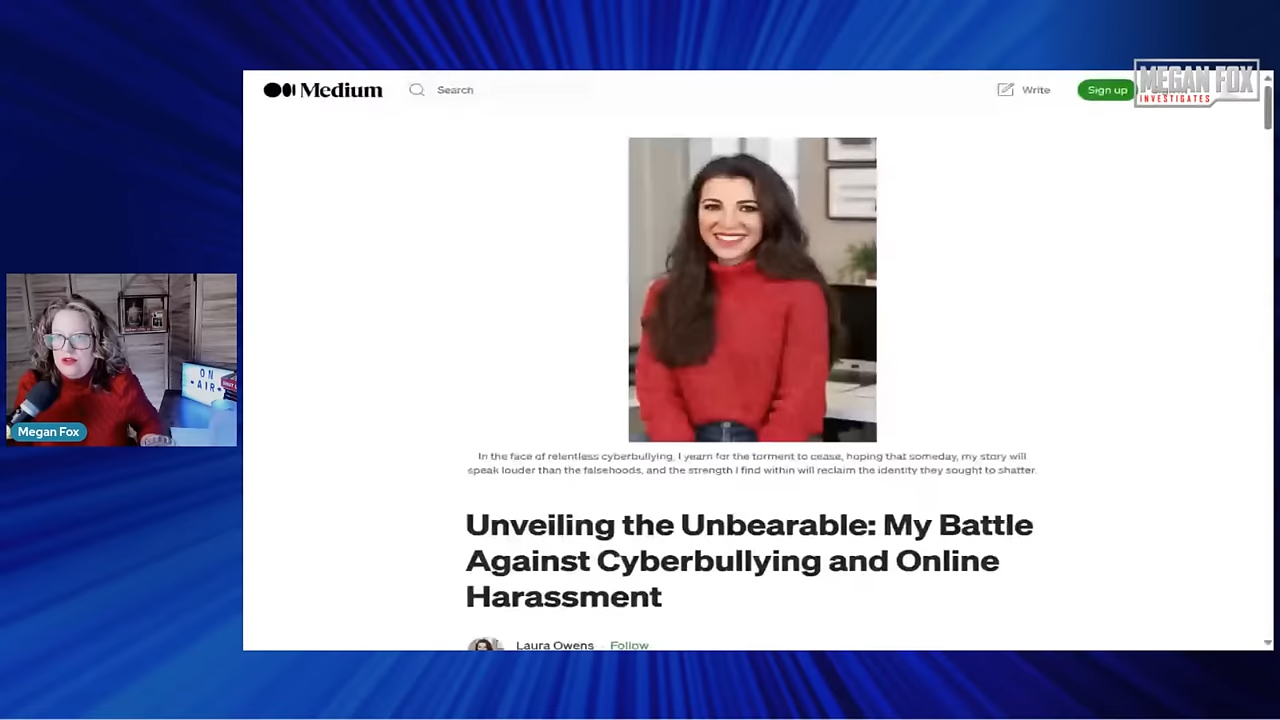 Medium
Search
Write
Sign up
MEGAN FOX
INVESTIGATES
ON
AIR
Megan Fox
In the face of relentless cyberbullying, I yearn for the torment to cease, hoping that someday, my story will
speak louder than the falsehoods, and the strength I find within will reclaim the identity they sought to shatter.
Unveiling the Unbearable: My Battle
Against Cyberbullying and Online
Harassment
Laura Owens
Follow